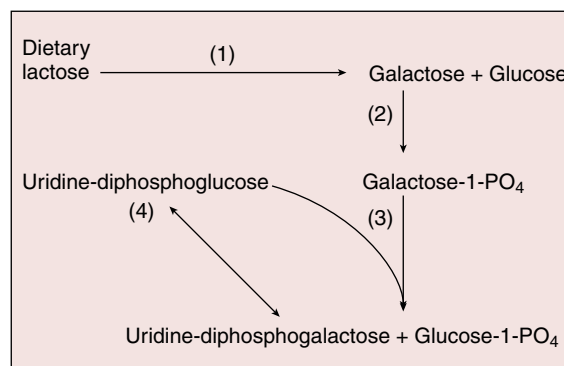 Dietary
lactose
(1)
Galactose + Glucose
(2)
Uridine-diphosphoglucose
Galactose-1-PO₄
(4)
(3)
Uridine-diphosphogalactose + Glucose-1-PO₄